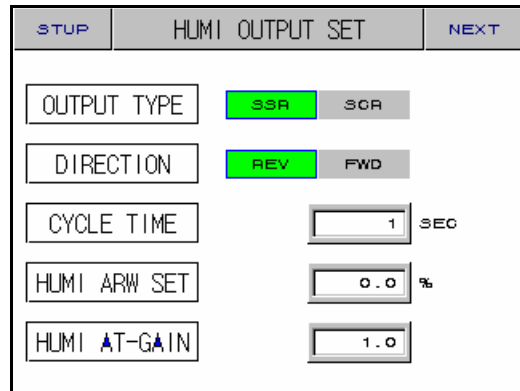 STUP HUMI OUTPUT SET NEXT
OUTPUT TYPE SSR SCR
DIRECTION REV FWD
CYCLE TIME 1 SEC
HUMI ARW SET 0.0 %
HUMI AT-GAIN 1.0